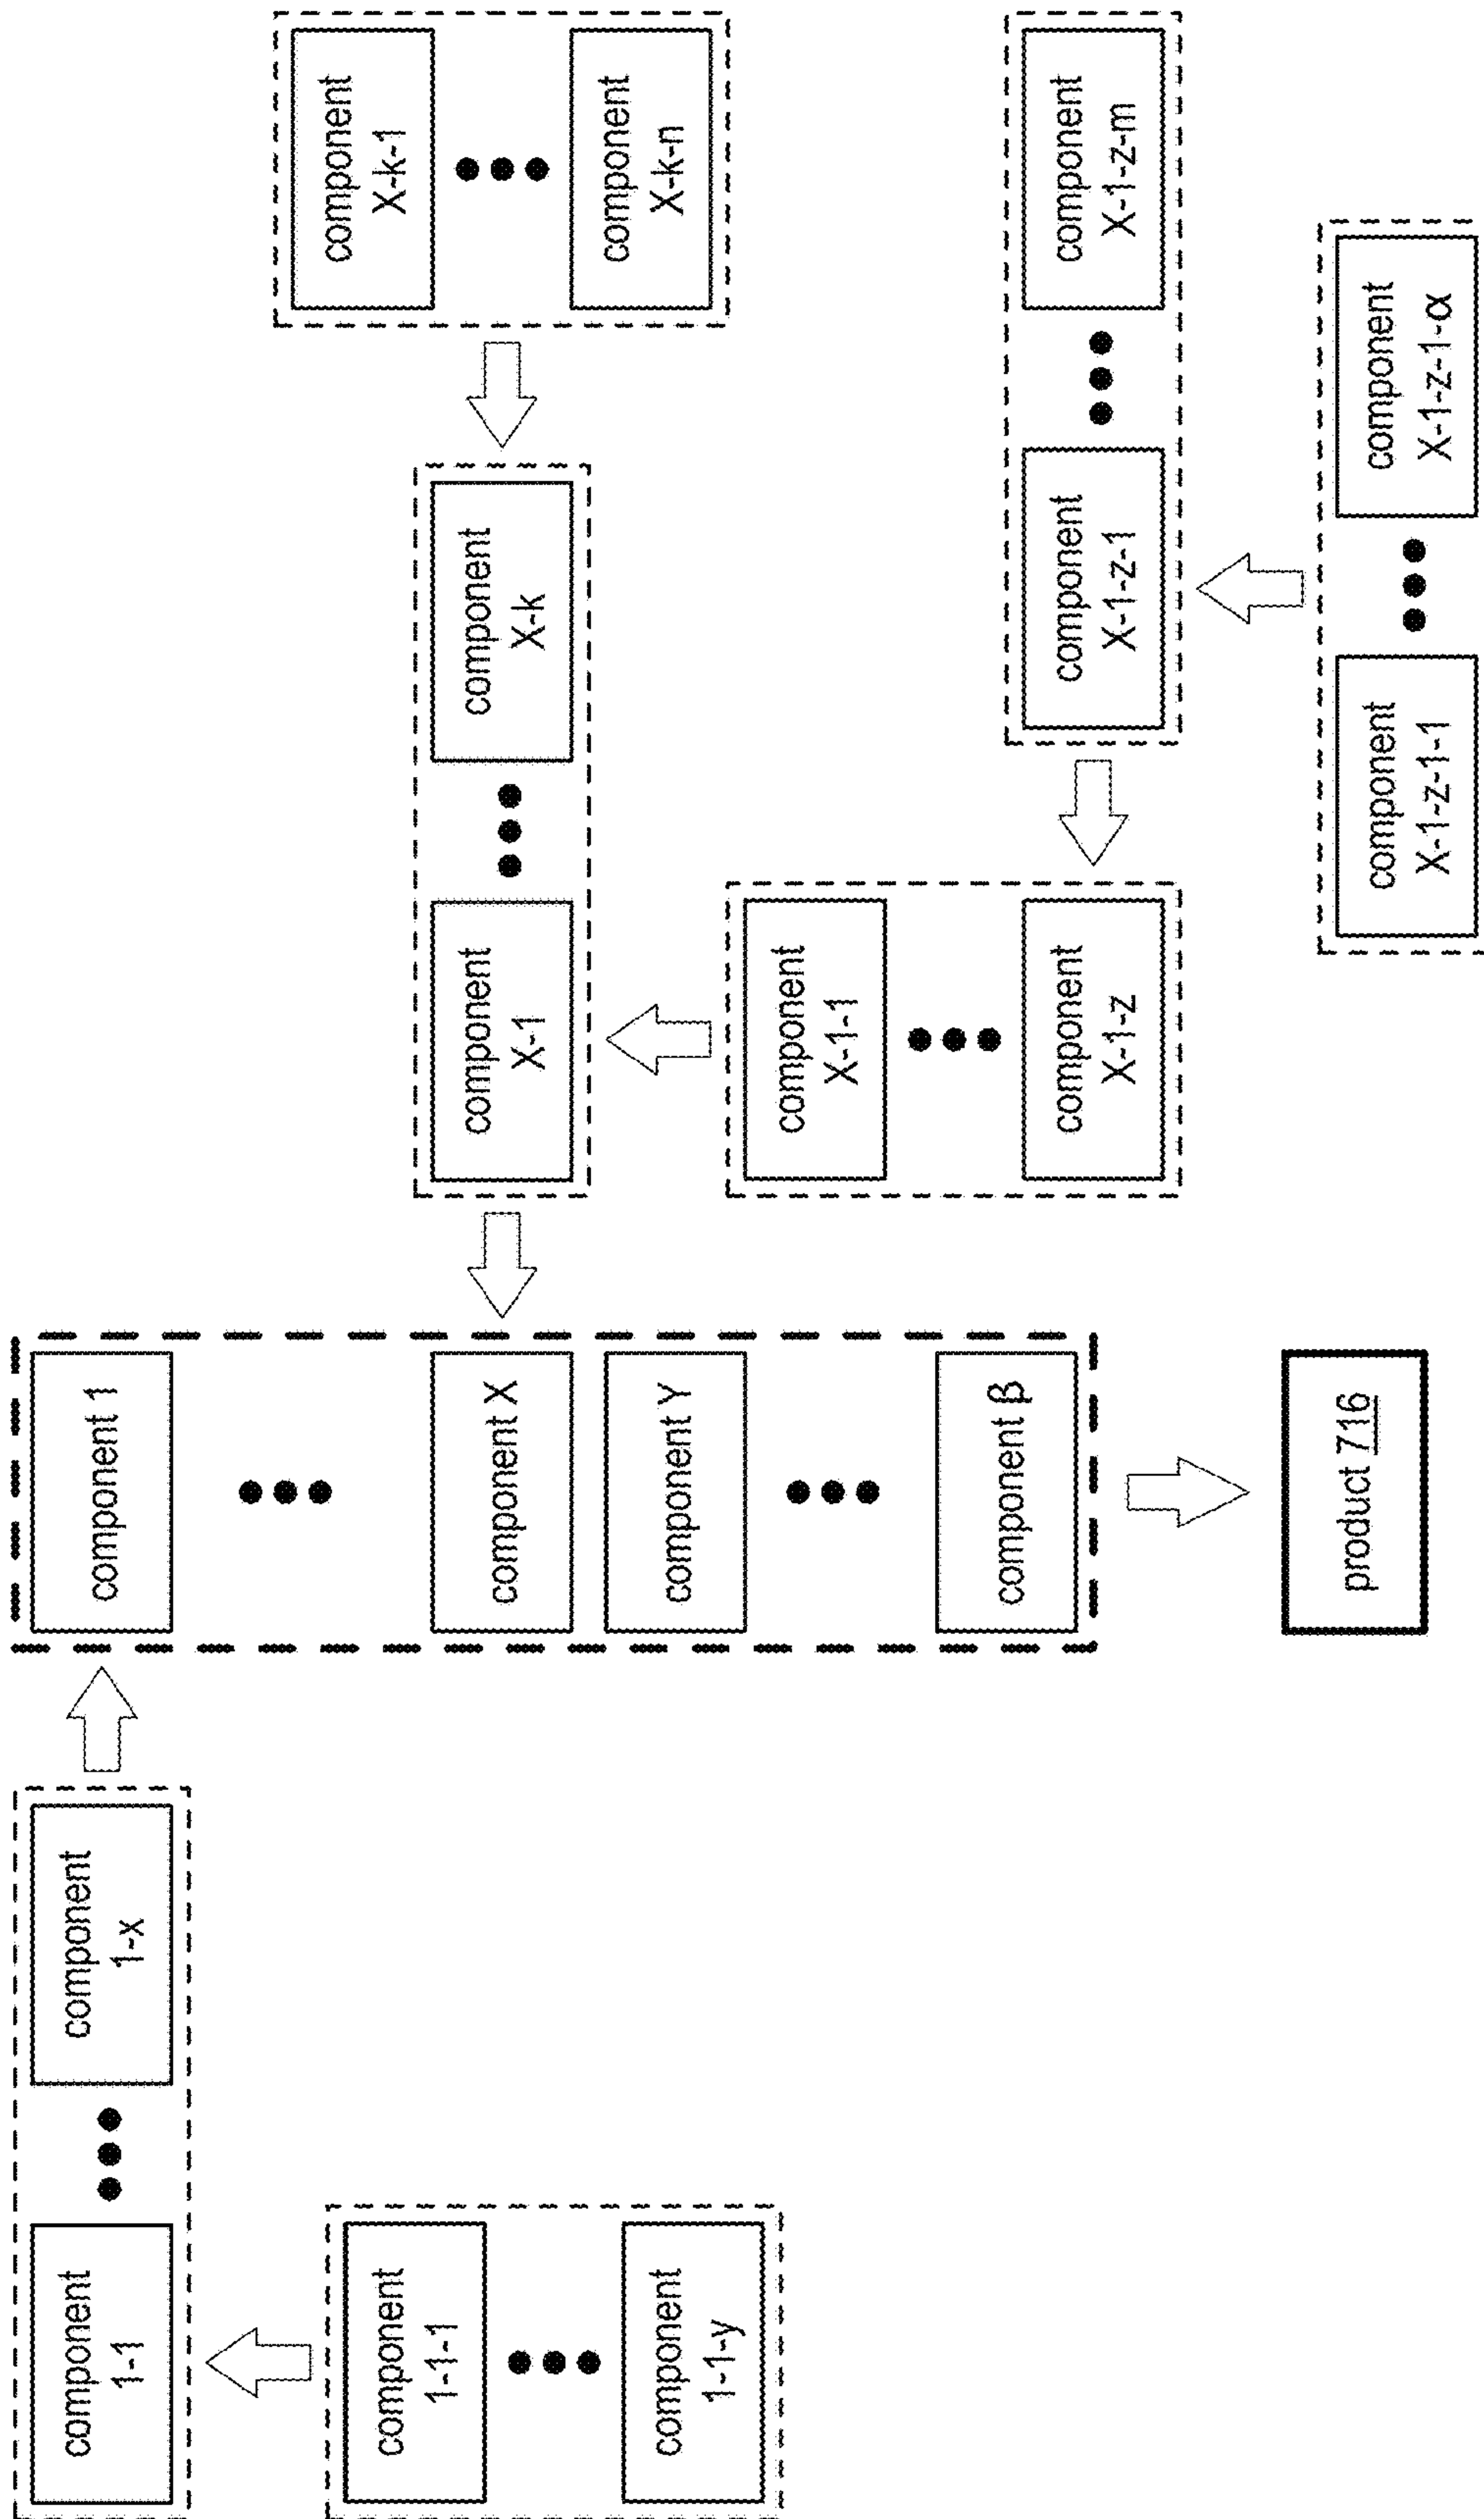 component
1-1
component
1-x
component 1
component
X-k-1
component
1-1-1
component X
component
X-1
component
X-k
component
X-k-n
component Y
component
1-1-y
component
X-1-1
component β
component
X-1-z
component
X-1-z-1
component
X-1-z-m
product 716
component
X-1-z-1-1
component
X-1-z-1-α